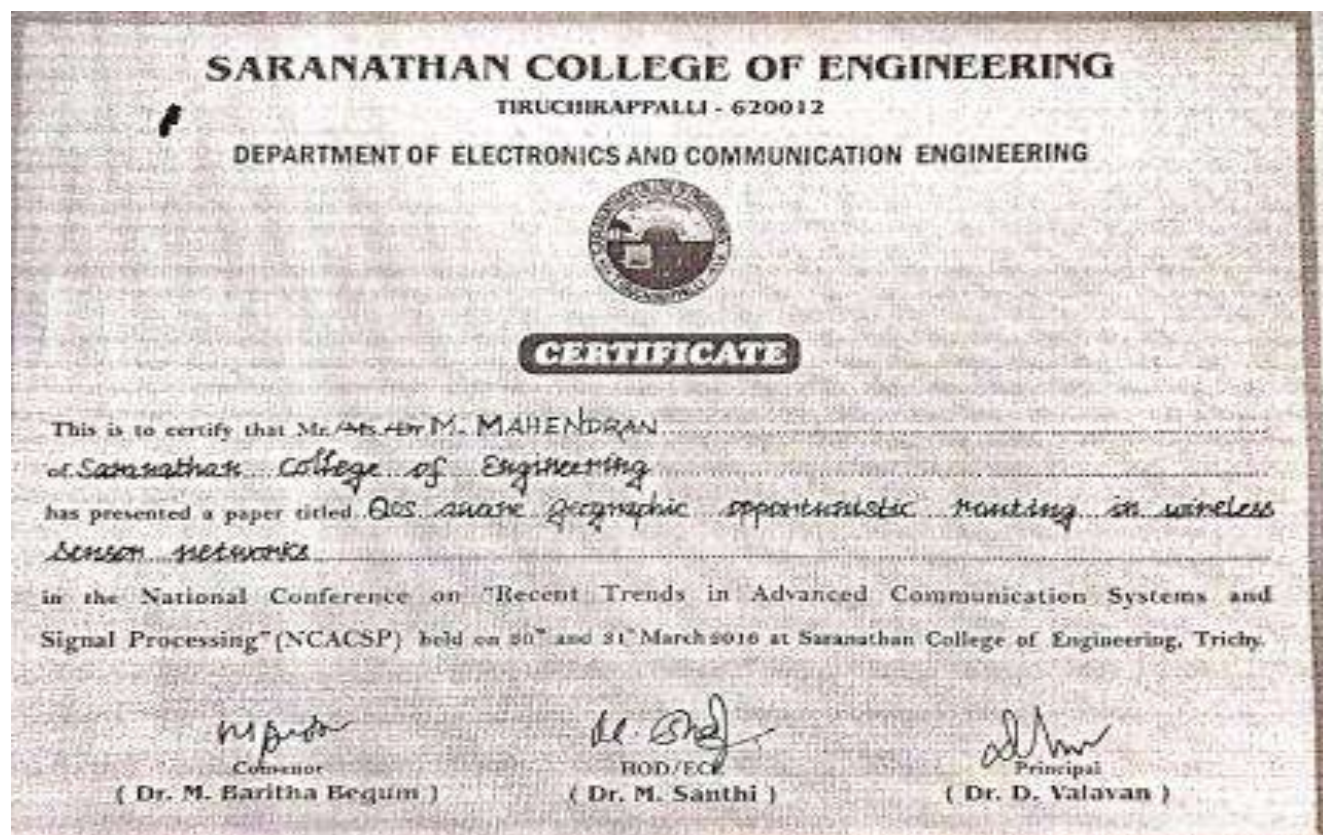 SARANATHAN COLLEGE OF ENGINEERING
TIRUCHIRAPPALLI - 620012
DEPARTMENT OF ELECTRONICS AND COMMUNICATION ENGINEERING
CERTIFICATE
This is to certify that Mr./Ms./Dr M. MAHENDRAN
of Saranathan College of Engineering
has presented a paper titled QoS aware geographic opportunistic routing in wireless
sensor networks
in the National Conference on "Recent Trends in Advanced Communication Systems and
Signal Processing" (NCACSP) held on and March at Saranathan College of Engineering, Trichy.
Convenor HOD/ECE Principal
( Dr. M. Baritha Begum ) ( Dr. M. Santhi ) ( Dr. D. Valavan )